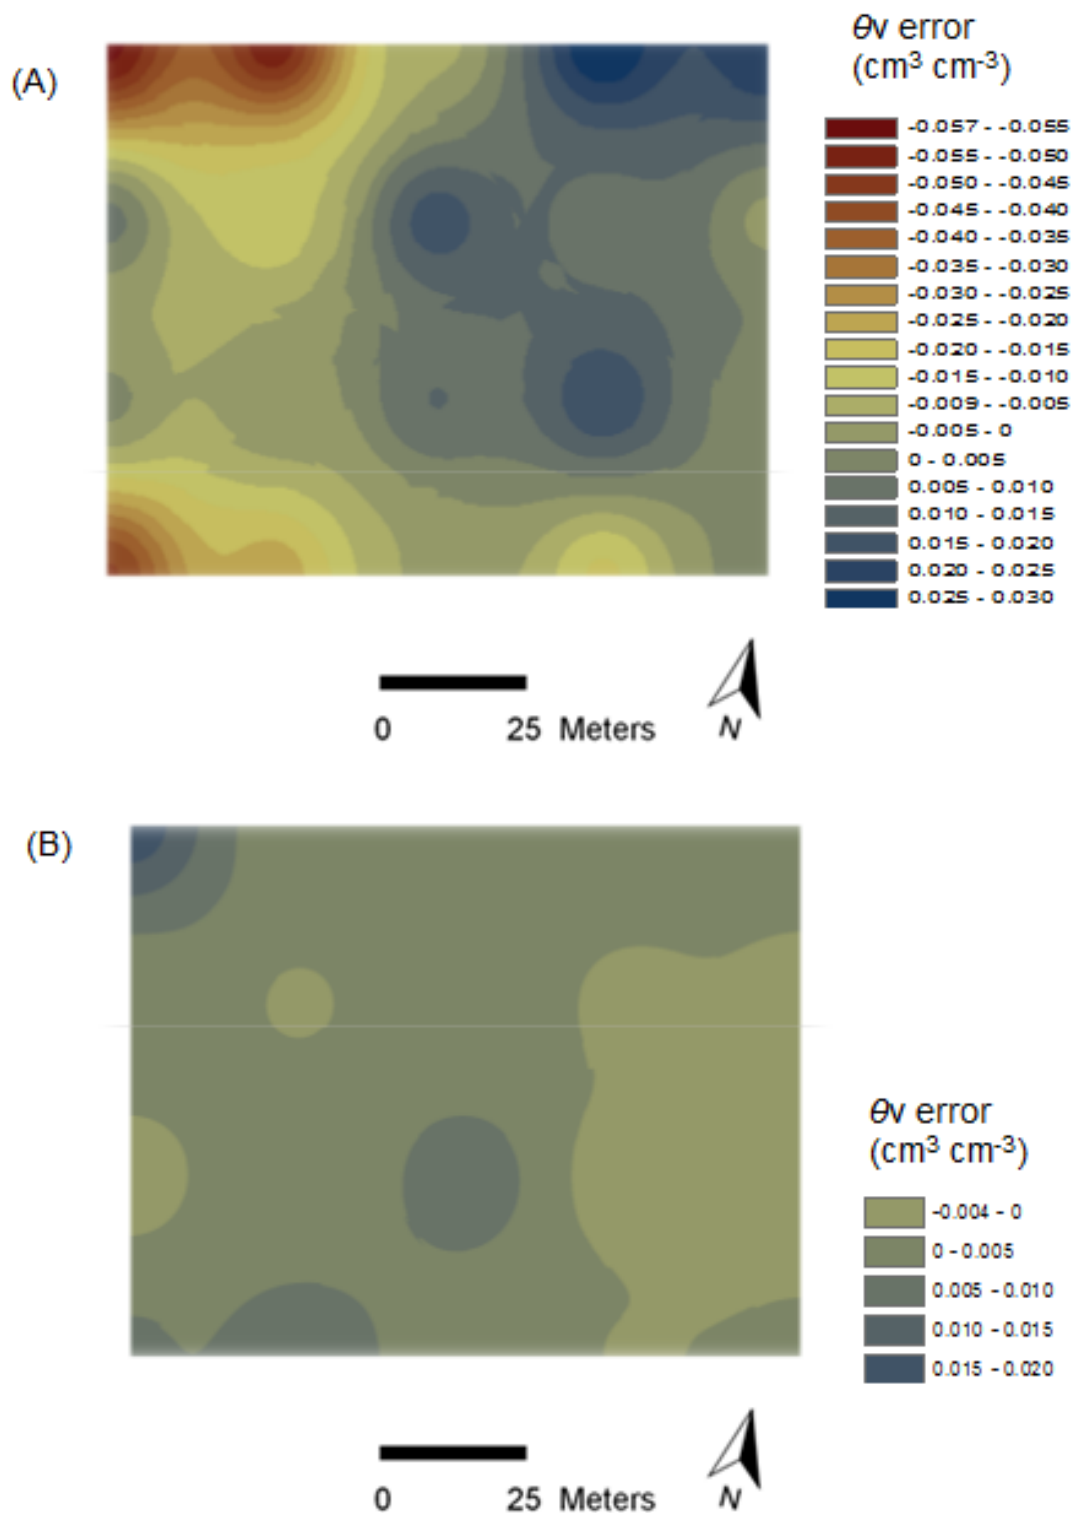 (A)
θv error
(cm³ cm⁻³)
-0.057 - -0.055
-0.055 - -0.050
-0.050 - -0.045
-0.045 - -0.040
-0.040 - -0.035
-0.035 - -0.030
-0.030 - -0.025
-0.025 - -0.020
-0.020 - -0.015
-0.015 - -0.010
-0.009 - -0.005
-0.005 - 0
0 - 0.005
0.005 - 0.010
0.010 - 0.015
0.015 - 0.020
0.020 - 0.025
0.025 - 0.030
0 25 Meters N
(B)
θv error
(cm³ cm⁻³)
-0.004 - 0
0 - 0.005
0.005 - 0.010
0.010 - 0.015
0.015 - 0.020
0 25 Meters N